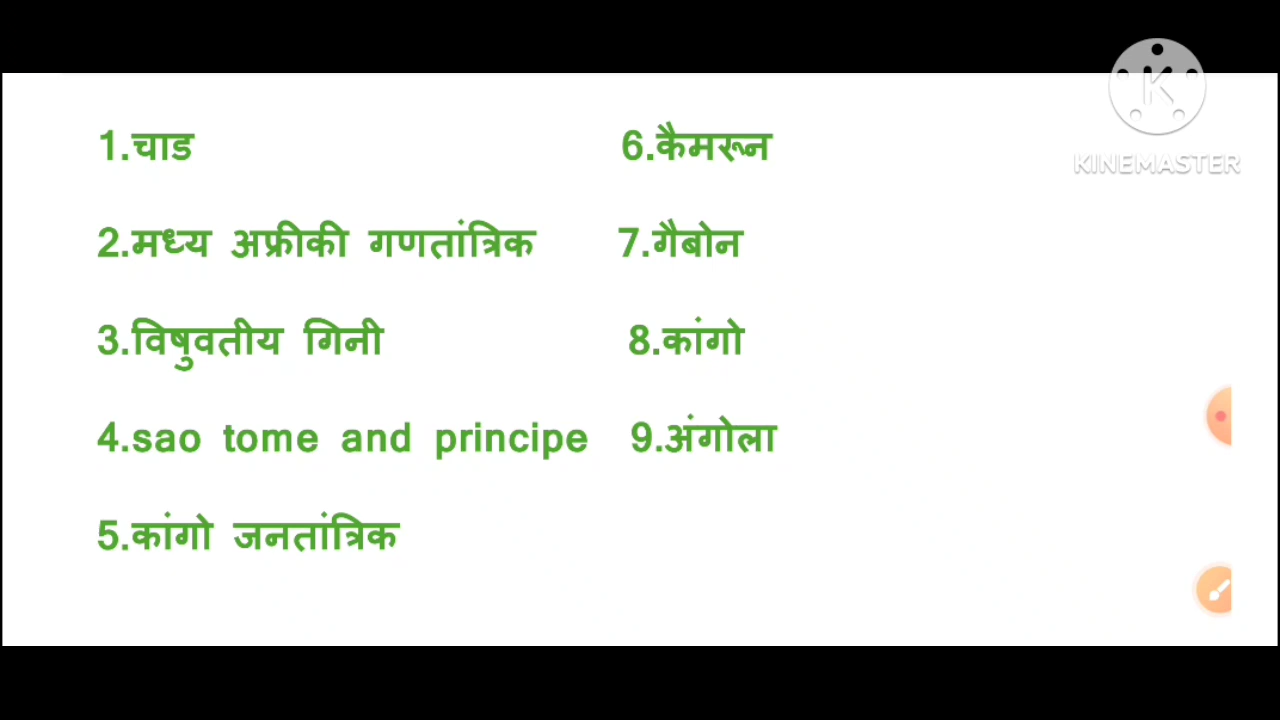 1.चाड
2.मध्य अफ्रीकी गणतांत्रिक
3.विषुवतीय गिनी
4.sao tome and principe
5.कांगो जनतांत्रिक
6.कैमरून
7.गैबोन
8.कांगो
9.अंगोला
K
KINEMASTER